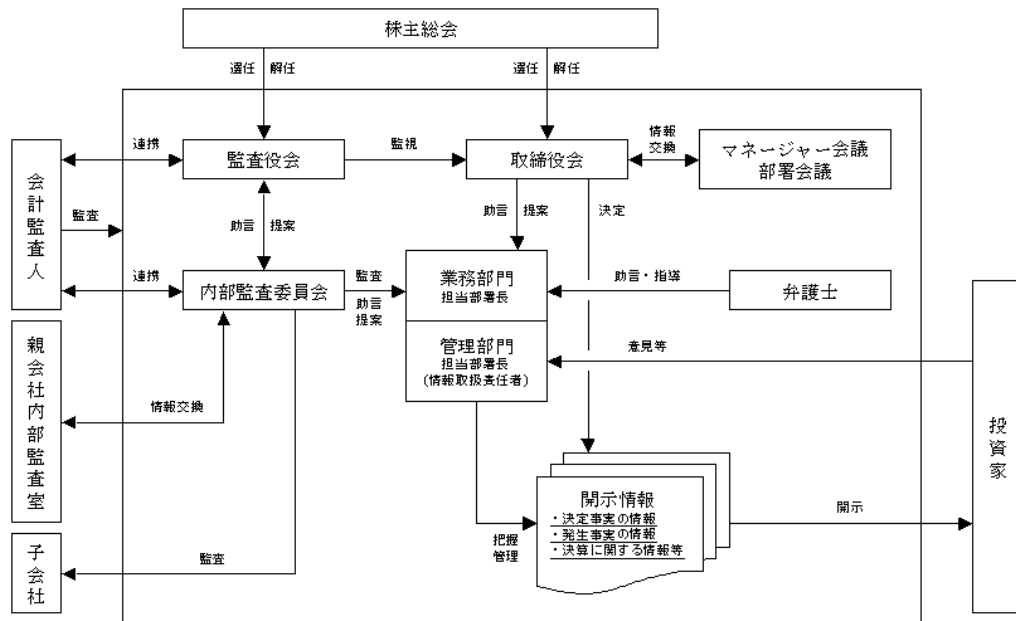 株主総会
選任 解任
選任 解任
連携
監査役会
監視
取締役会
情報
交換
マネージャー会議
部署会議
会計監査人
監査
助言 提案
助言 提案
決定
連携
内部監査委員会
監査
助言
提案
業務部門
担当部署長
助言・指導
弁護士
管理部門
担当部署長
(情報取扱責任者)
意見等
親会社内部監査室
情報交換
投資家
開示情報
・決定事実の情報
・発生事実の情報
・決算に関する情報等
把握
管理
開示
子会社
監査